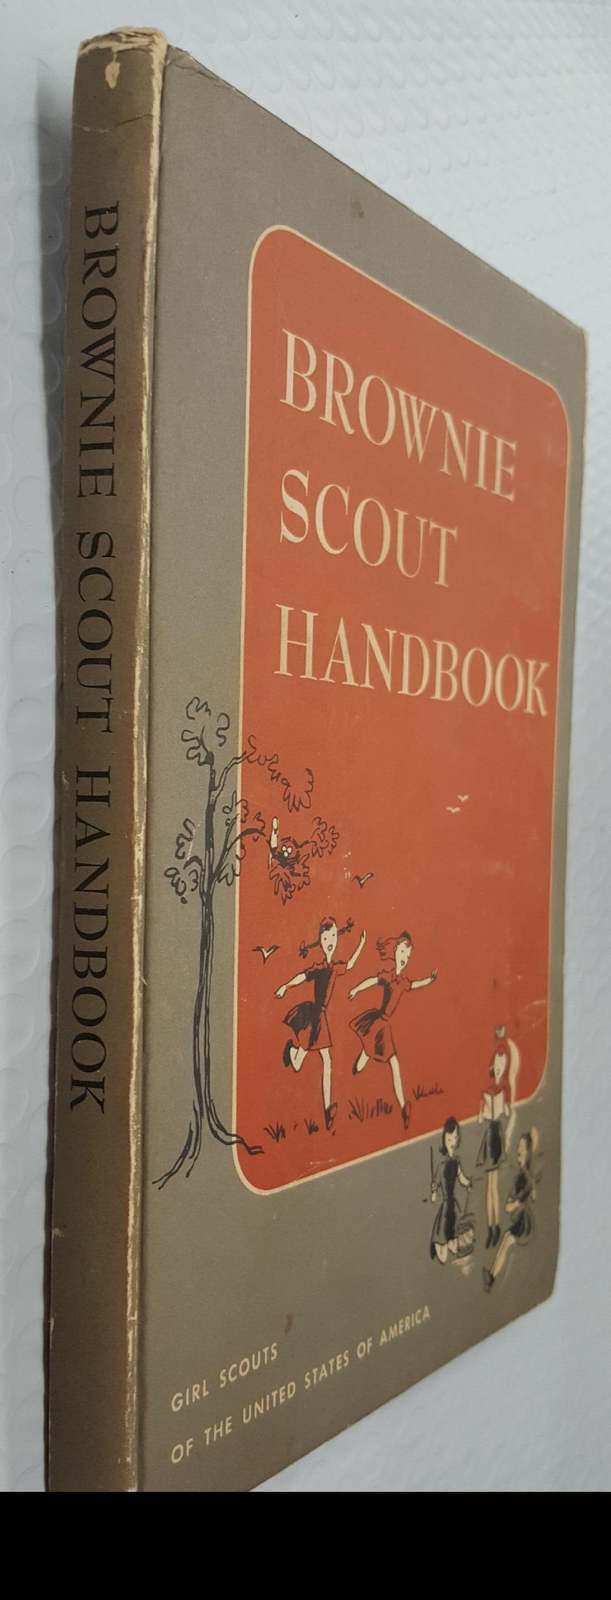 BROWNIE SCOUT HANDBOOK
BROWNIE
SCOUT
HANDBOOK
GIRL SCOUTS
OF THE UNITED STATES OF AMERICA